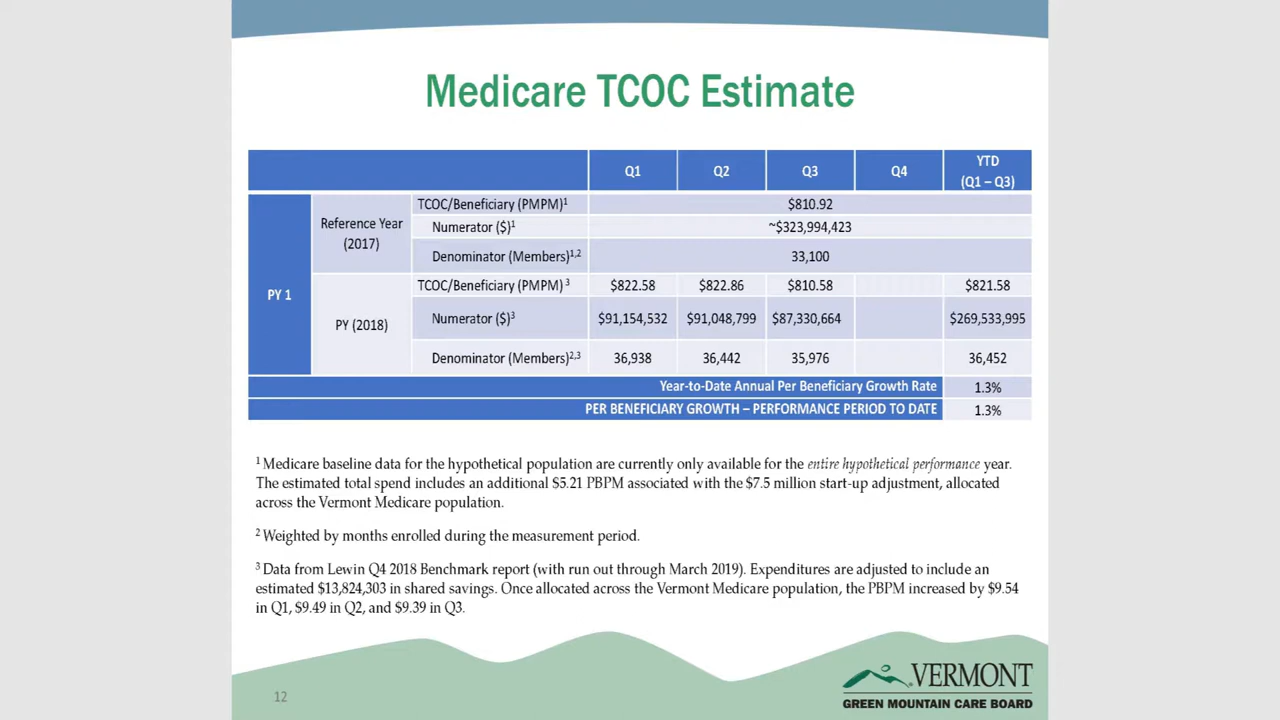 Medicare TCOC Estimate
Q1 Q2 Q3 Q4 YTD (Q1 – Q3)
PY 1
Reference Year (2017)
TCOC/Beneficiary (PMPM)1 $810.92
Numerator ($)1 ~$323,994,423
Denominator (Members)1,2 33,100
PY (2018)
TCOC/Beneficiary (PMPM) 3 $822.58 $822.86 $810.58 $821.58
Numerator ($)3 $91,154,532 $91,048,799 $87,330,664 $269,533,995
Denominator (Members)2,3 36,938 36,442 35,976 36,452
Year-to-Date Annual Per Beneficiary Growth Rate 1.3%
PER BENEFICIARY GROWTH – PERFORMANCE PERIOD TO DATE 1.3%
1 Medicare baseline data for the hypothetical population are currently only available for the entire hypothetical performance year.
The estimated total spend includes an additional $5.21 PBPM associated with the $7.5 million start-up adjustment, allocated
across the Vermont Medicare population.
2 Weighted by months enrolled during the measurement period.
3 Data from Lewin Q4 2018 Benchmark report (with run out through March 2019). Expenditures are adjusted to include an
estimated $13,824,303 in shared savings. Once allocated across the Vermont Medicare population, the PBPM increased by $9.54
in Q1, $9.49 in Q2, and $9.39 in Q3.
12
VERMONT
GREEN MOUNTAIN CARE BOARD